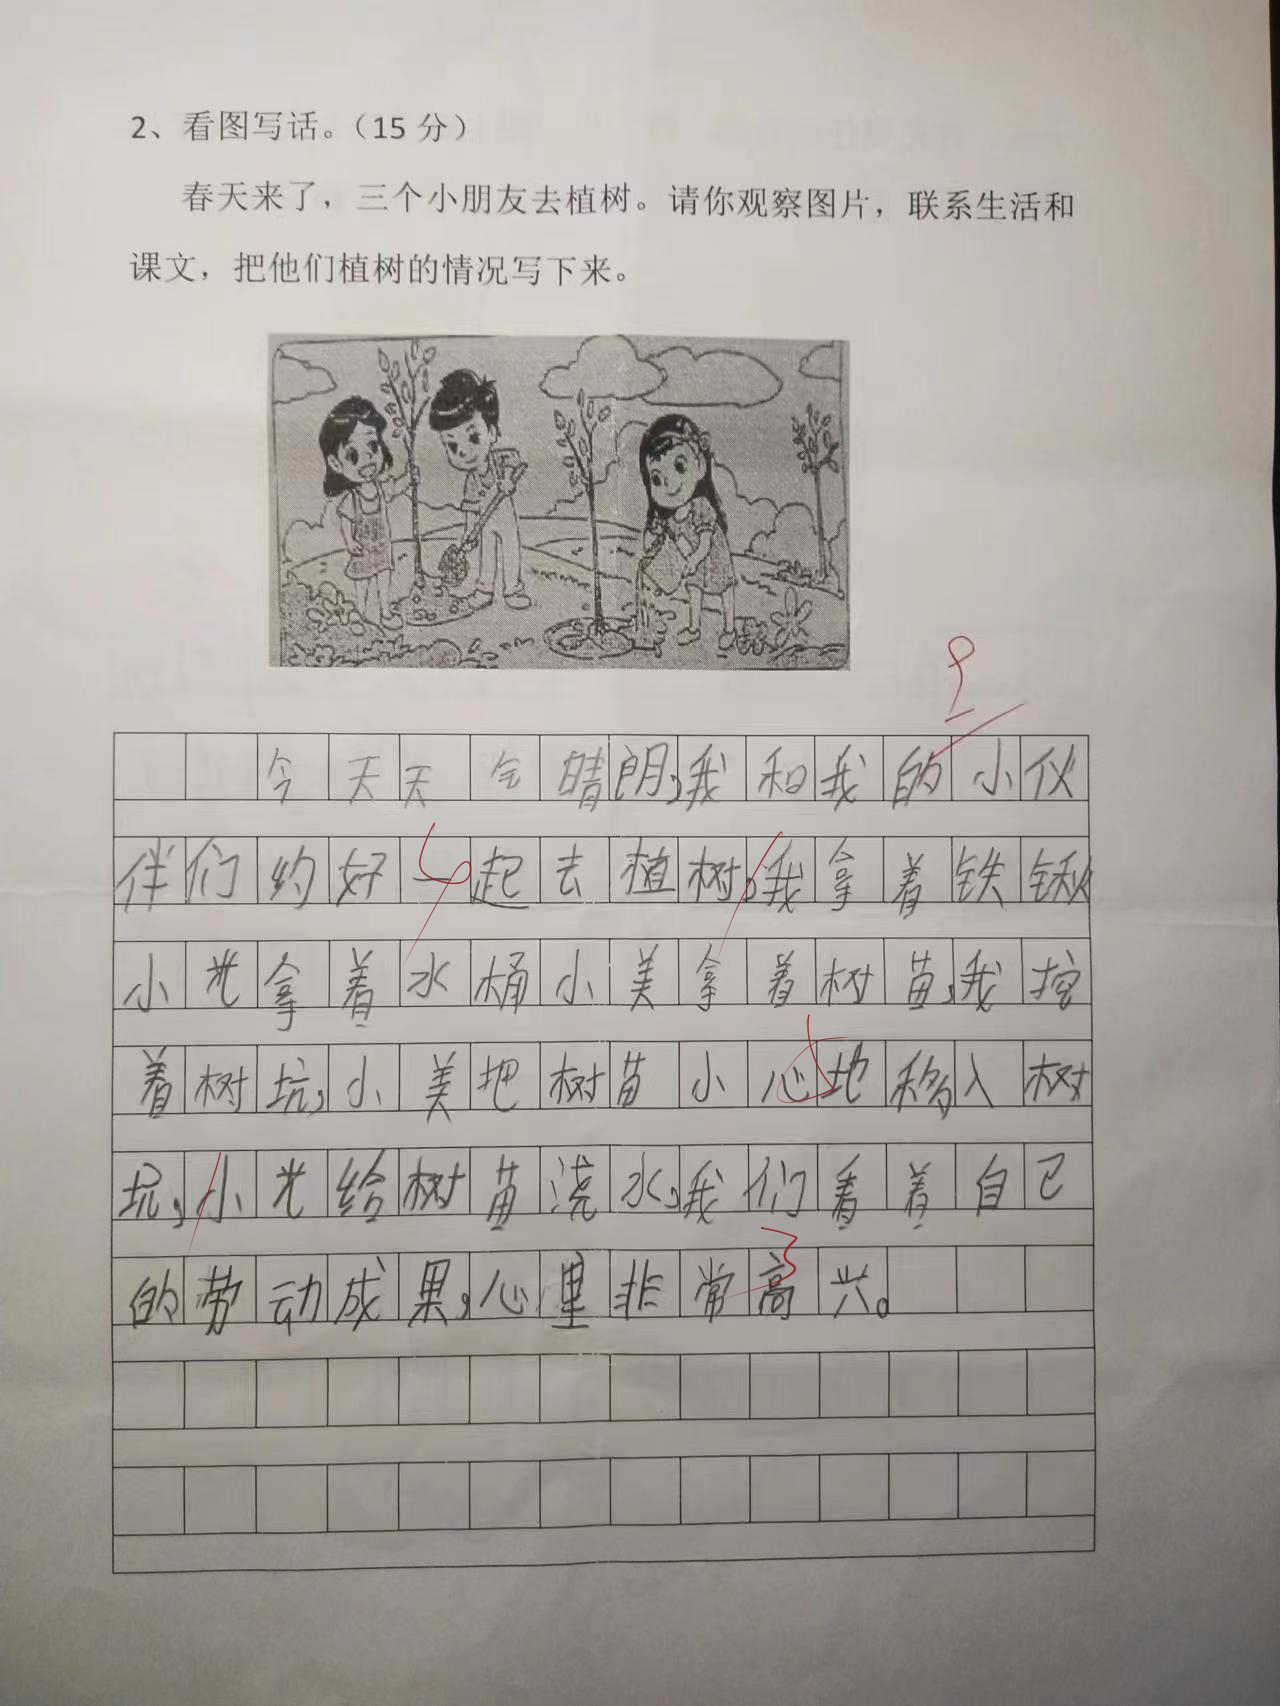 2、看图写话。（15 分）
春天来了，三个小朋友去植树。请你观察图片，联系生活和
课文，把他们植树的情况写下来。
今天天气晴朗,我和我的小伙
伴们约好一起去植树,我拿着铁锹
小光拿着水桶小美拿着树苗,我挖
着树坑,小美把树苗小心地移入树
坑,小光给树苗浇水,我们看着自己
的劳动成果,心里非常高兴。